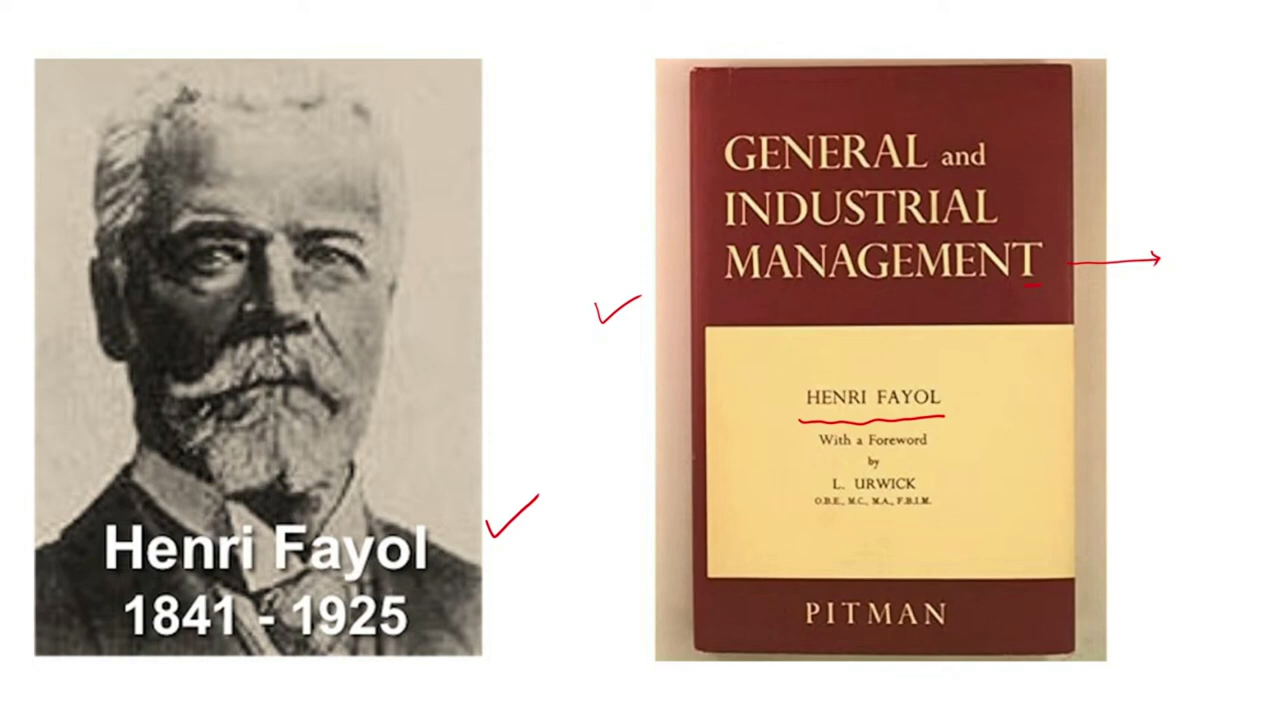 Henri Fayol
1841 - 1925
GENERAL and
INDUSTRIAL
MANAGEMENT
HENRI FAYOL
With a Foreword
by
L. URWICK
O.B.E., M.C., M.A., F.B.I.M.
PITMAN